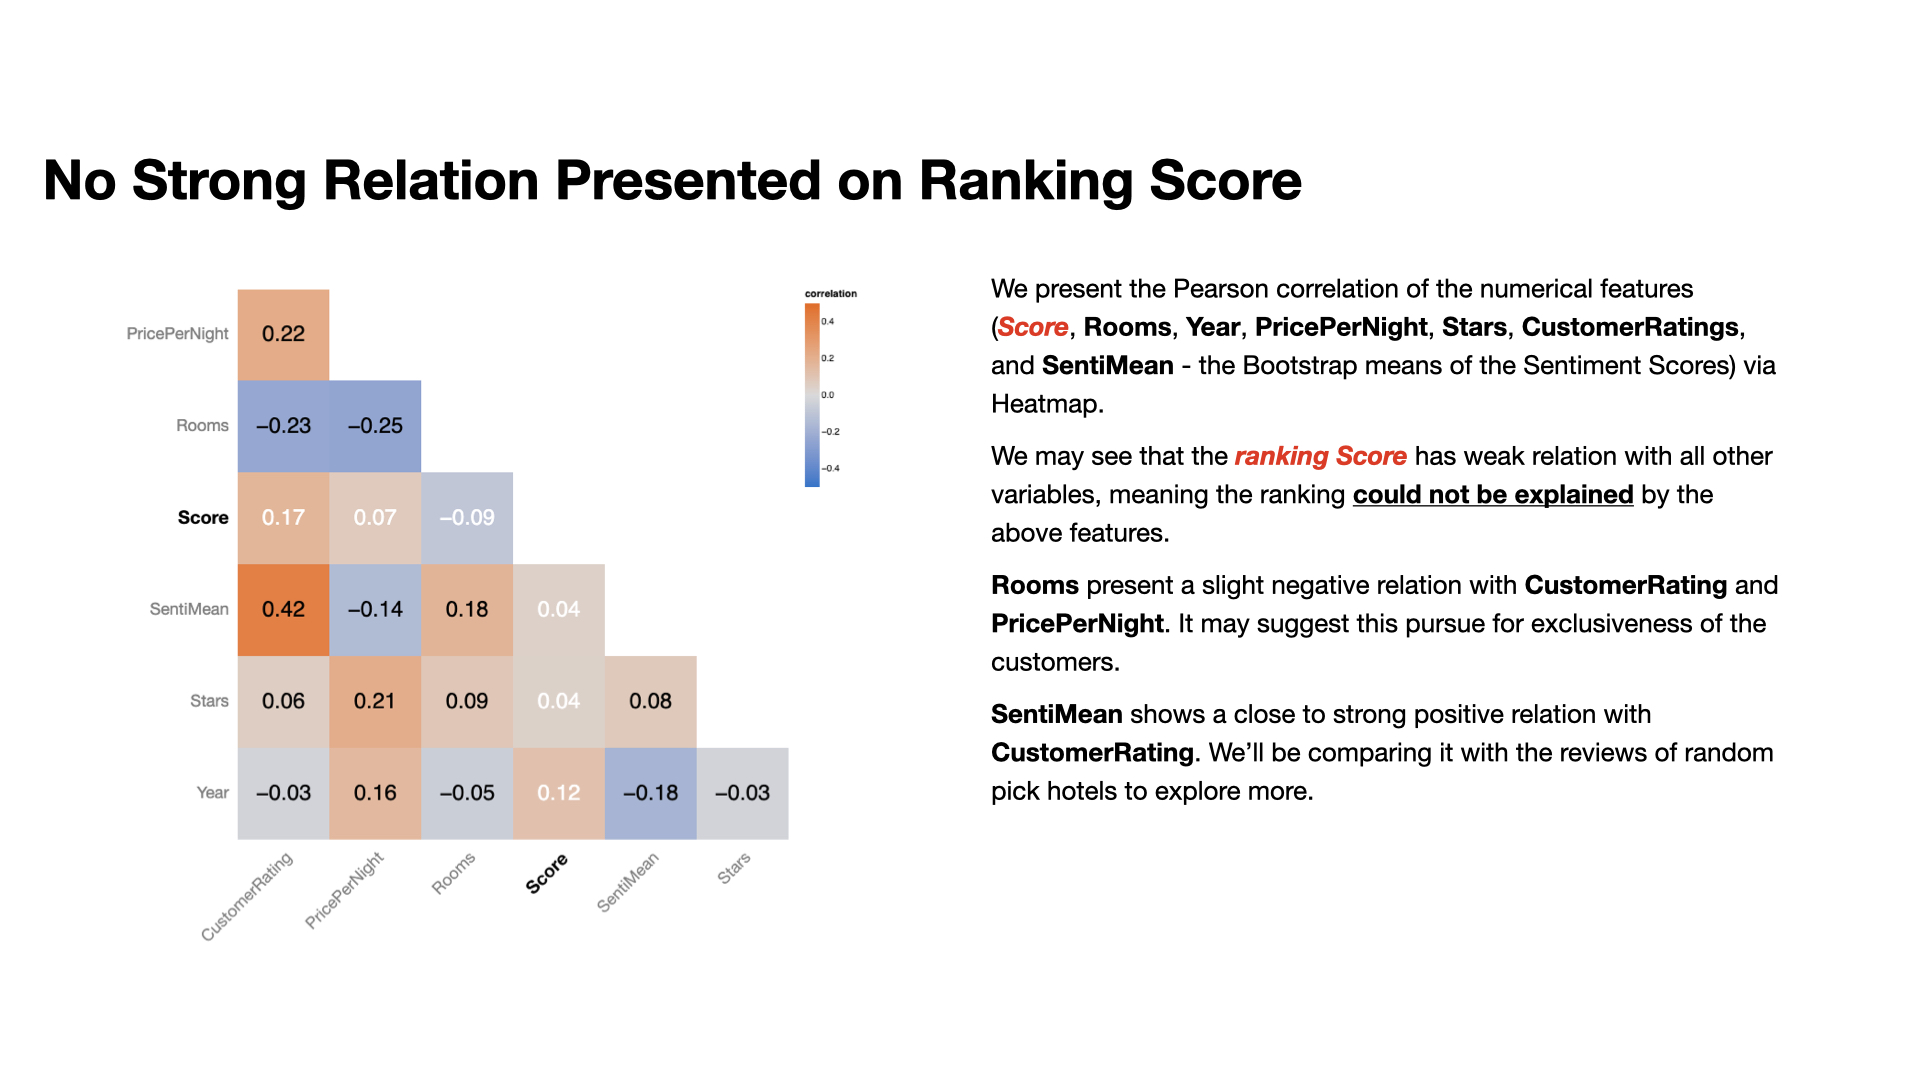 No Strong Relation Presented on Ranking Score
PricePerNight 0.22
Rooms −0.23 −0.25
Score 0.17 0.07 −0.09
SentiMean 0.42 −0.14 0.18 0.04
Stars 0.06 0.21 0.09 0.04 0.08
Year −0.03 0.16 −0.05 0.12 −0.18 −0.03
CustomerRating PricePerNight Rooms Score SentiMean Stars
correlation
0.4
0.2
0.0
−0.2
−0.4
We present the Pearson correlation of the numerical features
(Score, Rooms, Year, PricePerNight, Stars, CustomerRatings,
and SentiMean - the Bootstrap means of the Sentiment Scores) via
Heatmap.
We may see that the ranking Score has weak relation with all other
variables, meaning the ranking could not be explained by the
above features.
Rooms present a slight negative relation with CustomerRating and
PricePerNight. It may suggest this pursue for exclusiveness of the
customers.
SentiMean shows a close to strong positive relation with
CustomerRating. We’ll be comparing it with the reviews of random
pick hotels to explore more.